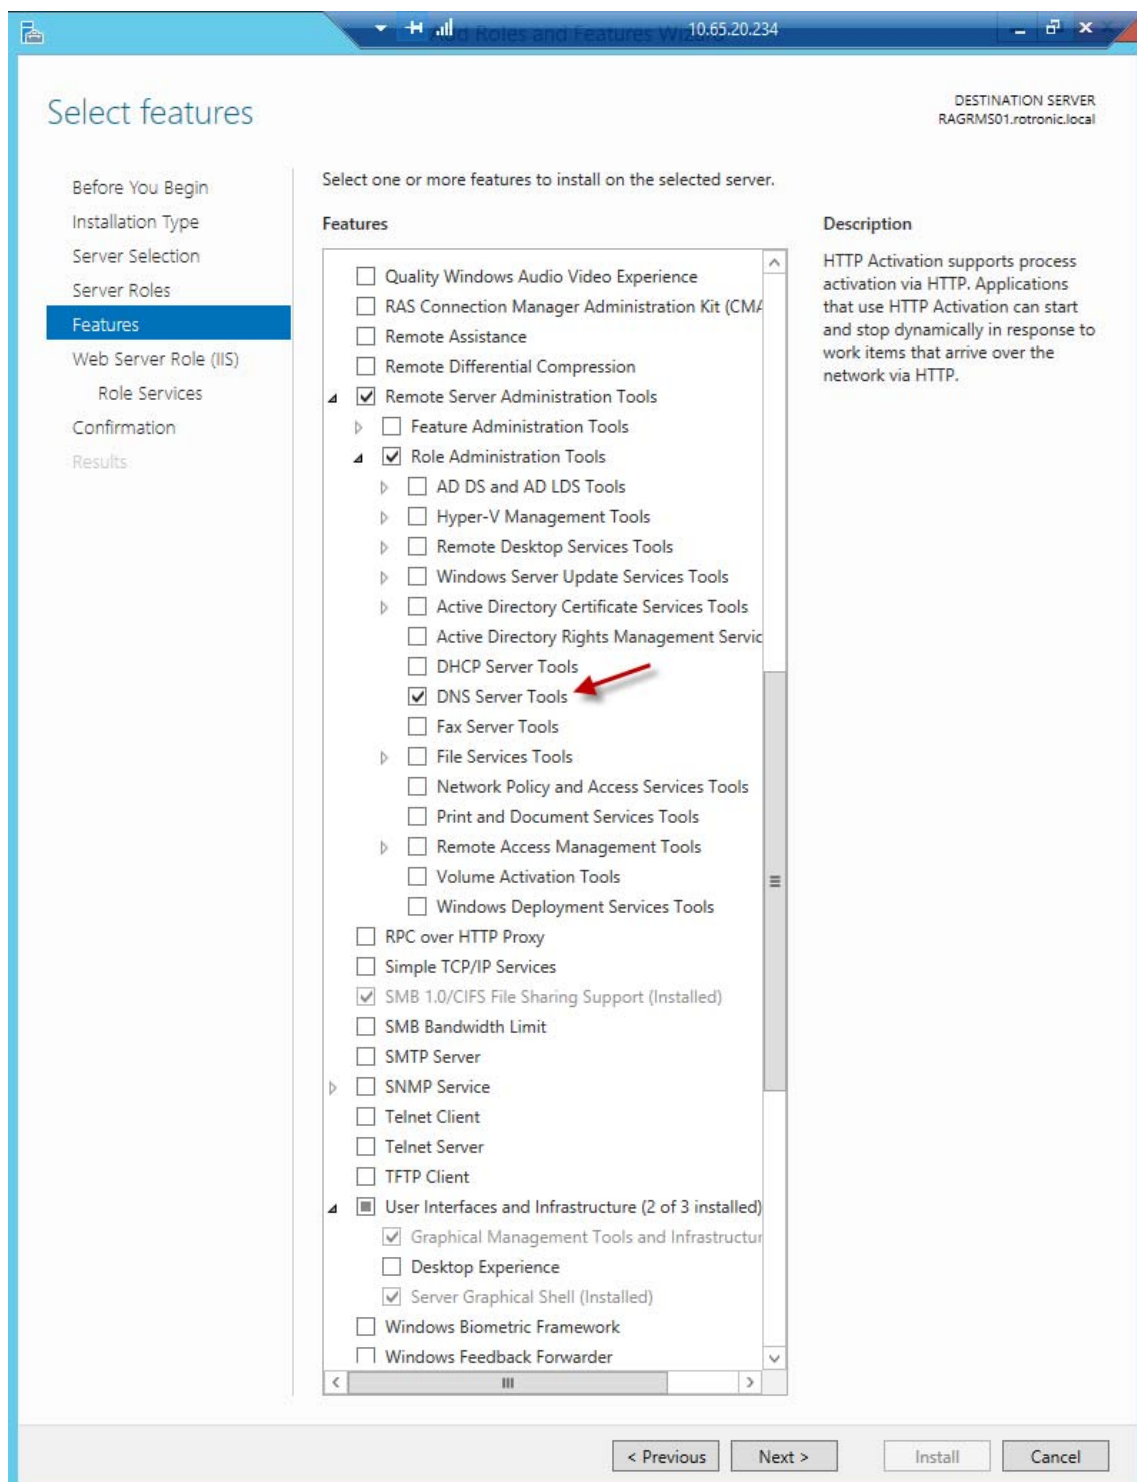 Add Roles and Features Wizard
10.65.20.234
Select features
DESTINATION SERVER
RAGRMS01.rotronic.local
Before You Begin
Installation Type
Server Selection
Server Roles
Features
Web Server Role (IIS)
Role Services
Confirmation
Results
Select one or more features to install on the selected server.
Features
Quality Windows Audio Video Experience
RAS Connection Manager Administration Kit (CMA
Remote Assistance
Remote Differential Compression
Remote Server Administration Tools
Feature Administration Tools
Role Administration Tools
AD DS and AD LDS Tools
Hyper-V Management Tools
Remote Desktop Services Tools
Windows Server Update Services Tools
Active Directory Certificate Services Tools
Active Directory Rights Management Servic
DHCP Server Tools
DNS Server Tools
Fax Server Tools
File Services Tools
Network Policy and Access Services Tools
Print and Document Services Tools
Remote Access Management Tools
Volume Activation Tools
Windows Deployment Services Tools
RPC over HTTP Proxy
Simple TCP/IP Services
SMB 1.0/CIFS File Sharing Support (Installed)
SMB Bandwidth Limit
SMTP Server
SNMP Service
Telnet Client
Telnet Server
TFTP Client
User Interfaces and Infrastructure (2 of 3 installed)
Graphical Management Tools and Infrastructur
Desktop Experience
Server Graphical Shell (Installed)
Windows Biometric Framework
Windows Feedback Forwarder
Description
HTTP Activation supports process
activation via HTTP. Applications
that use HTTP Activation can start
and stop dynamically in response to
work items that arrive over the
network via HTTP.
< Previous
Next >
Install
Cancel